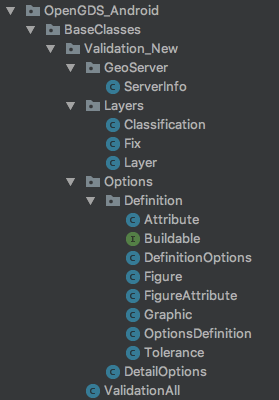 OpenGDS_Android
BaseClasses
Validation_New
GeoServer
C ServerInfo
Layers
C Classification
C Fix
C Layer
Options
Definition
C Attribute
I Buildable
C DefinitionOptions
C Figure
C FigureAttribute
C Graphic
C OptionsDefinition
C Tolerance
C DetailOptions
C ValidationAll